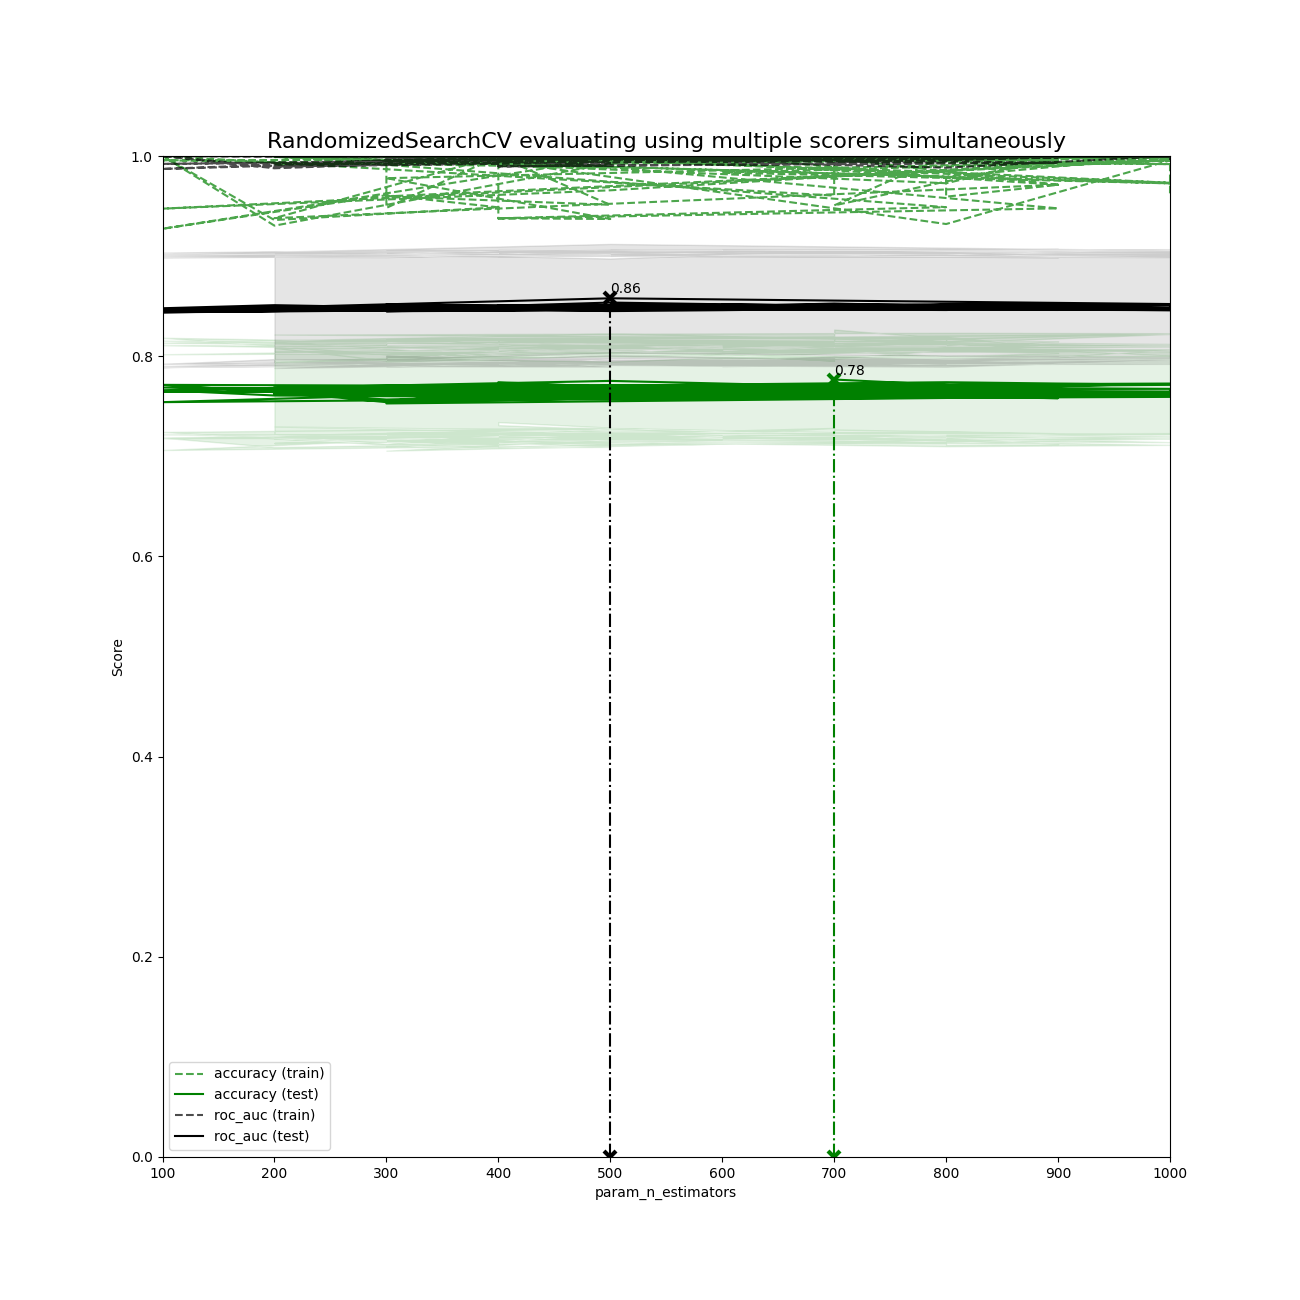 RandomizedSearchCV evaluating using multiple scorers simultaneously
1.0
0.86
0.8
0.78
0.6
Score
0.4
0.2
accuracy (train)
accuracy (test)
roc_auc (train)
roc_auc (test)
0.0
100 200 300 400 500 600 700 800 900 1000
param_n_estimators